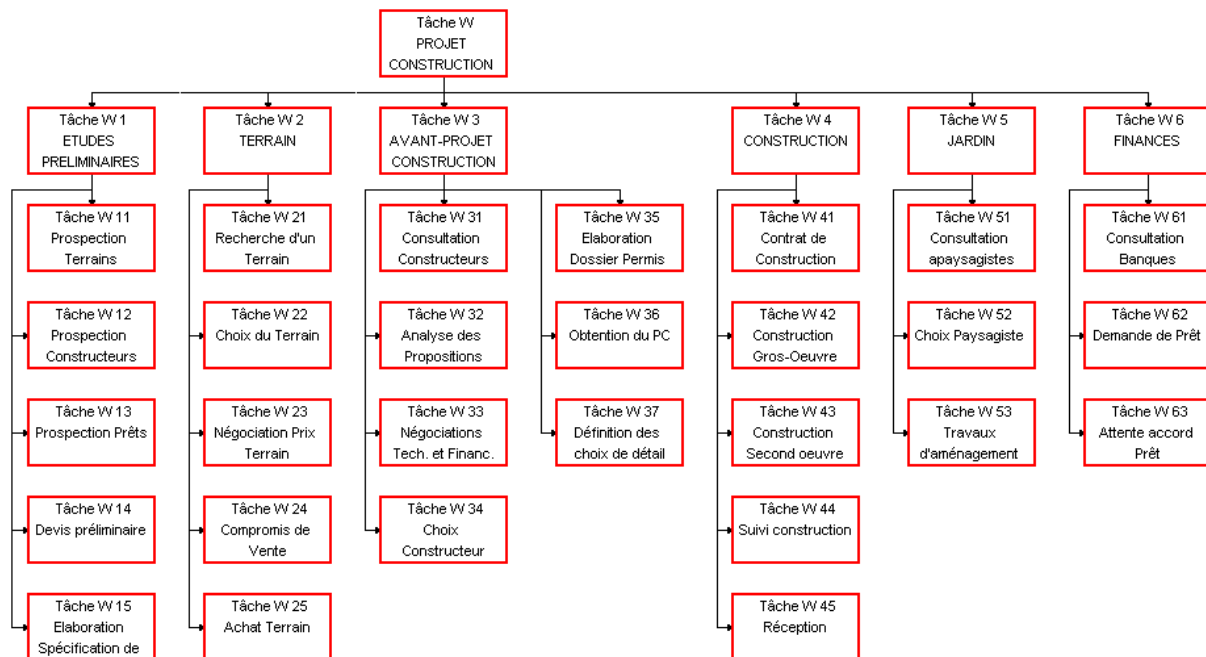 Tâche W
PROJET
CONSTRUCTION
Tâche W 1
ETUDES
PRELIMINAIRES
Tâche W 2
TERRAIN
Tâche W 3
AVANT-PROJET
CONSTRUCTION
Tâche W 4
CONSTRUCTION
Tâche W 5
JARDIN
Tâche W 6
FINANCES
Tâche W 11
Prospection
Terrains
Tâche W 12
Prospection
Constructeurs
Tâche W 13
Prospection Prêts
Tâche W 14
Devis préliminaire
Tâche W 15
Elaboration
Spécification de
Tâche W 21
Recherche d'un
Terrain
Tâche W 22
Choix du Terrain
Tâche W 23
Négociation Prix
Terrain
Tâche W 24
Compromis de
Vente
Tâche W 25
Achat Terrain
Tâche W 31
Consultation
Constructeurs
Tâche W 32
Analyse des
Propositions
Tâche W 33
Négociations
Tech. et Financ.
Tâche W 34
Choix
Constructeur
Tâche W 35
Elaboration
Dossier Permis
Tâche W 36
Obtention du PC
Tâche W 37
Définition des
choix de détail
Tâche W 41
Contrat de
Construction
Tâche W 42
Construction
Gros-Oeuvre
Tâche W 43
Construction
Second oeuvre
Tâche W 44
Suivi construction
Tâche W 45
Réception
Tâche W 51
Consultation
apaysagistes
Tâche W 52
Choix Paysagiste
Tâche W 53
Travaux
d'aménagement
Tâche W 61
Consultation
Banques
Tâche W 62
Demande de Prêt
Tâche W 63
Attente accord
Prêt